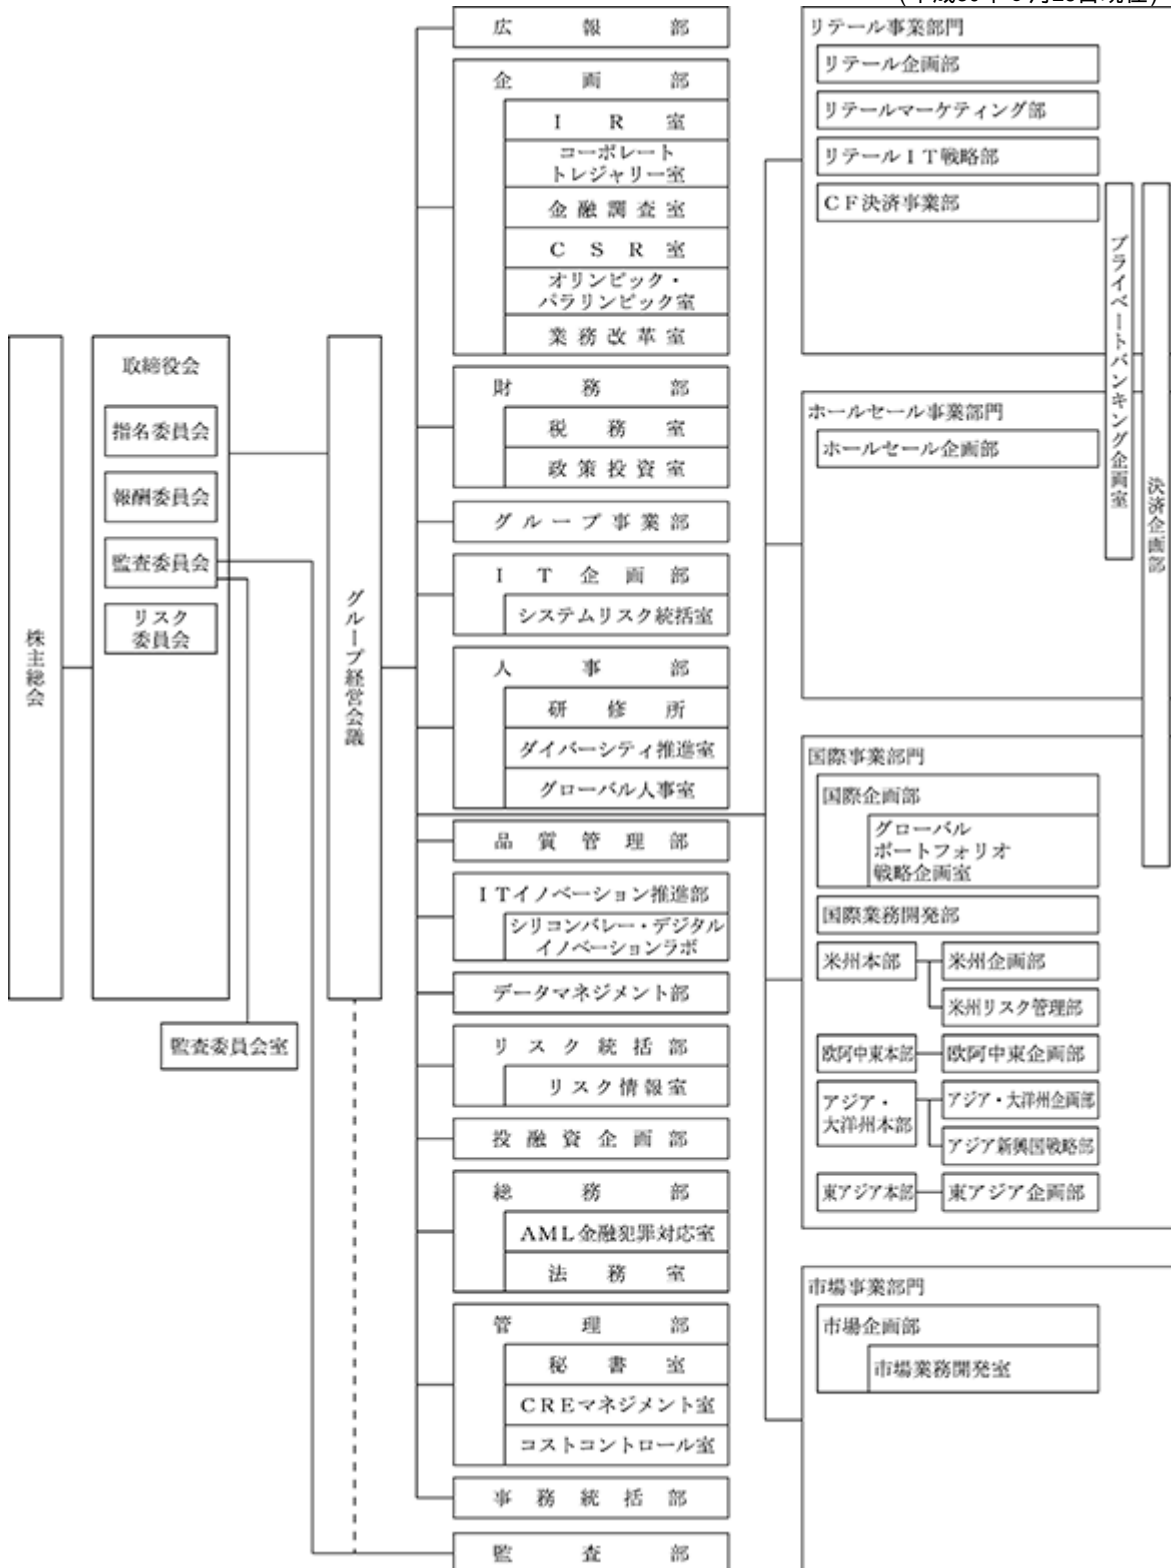 株主総会
取締役会
指名委員会
報酬委員会
監査委員会
リスク
委員会
監査委員会室
グループ経営会議
広報部
企画部
IR室
コーポレート
トレジャリー室
金融調査室
CSR室
オリンピック・
パラリンピック室
業務改革室
財務部
税務室
政策投資室
グループ事業部
IT企画部
システムリスク統括室
人事部
研修所
ダイバーシティ推進室
グローバル人事室
品質管理部
ITイノベーション推進部
シリコンバレー・デジタル
イノベーションラボ
データマネジメント部
リスク統括部
リスク情報室
投融資企画部
総務部
AML金融犯罪対応室
法務室
管理部
秘書室
CREマネジメント室
コストコントロール室
事務統括部
監査部
リテール事業部門
リテール企画部
リテールマーケティング部
リテールIT戦略部
CF決済事業部
プライベートバンキング企画室
決済企画部
ホールセール事業部門
ホールセール企画部
国際事業部門
国際企画部
グローバル
ポートフォリオ
戦略企画室
国際業務開発部
米州本部
米州企画部
米州リスク管理部
欧阿中東本部
欧阿中東企画部
アジア・
大洋州本部
アジア・大洋州企画部
アジア新興国戦略部
東アジア本部
東アジア企画部
市場事業部門
市場企画部
市場業務開発室